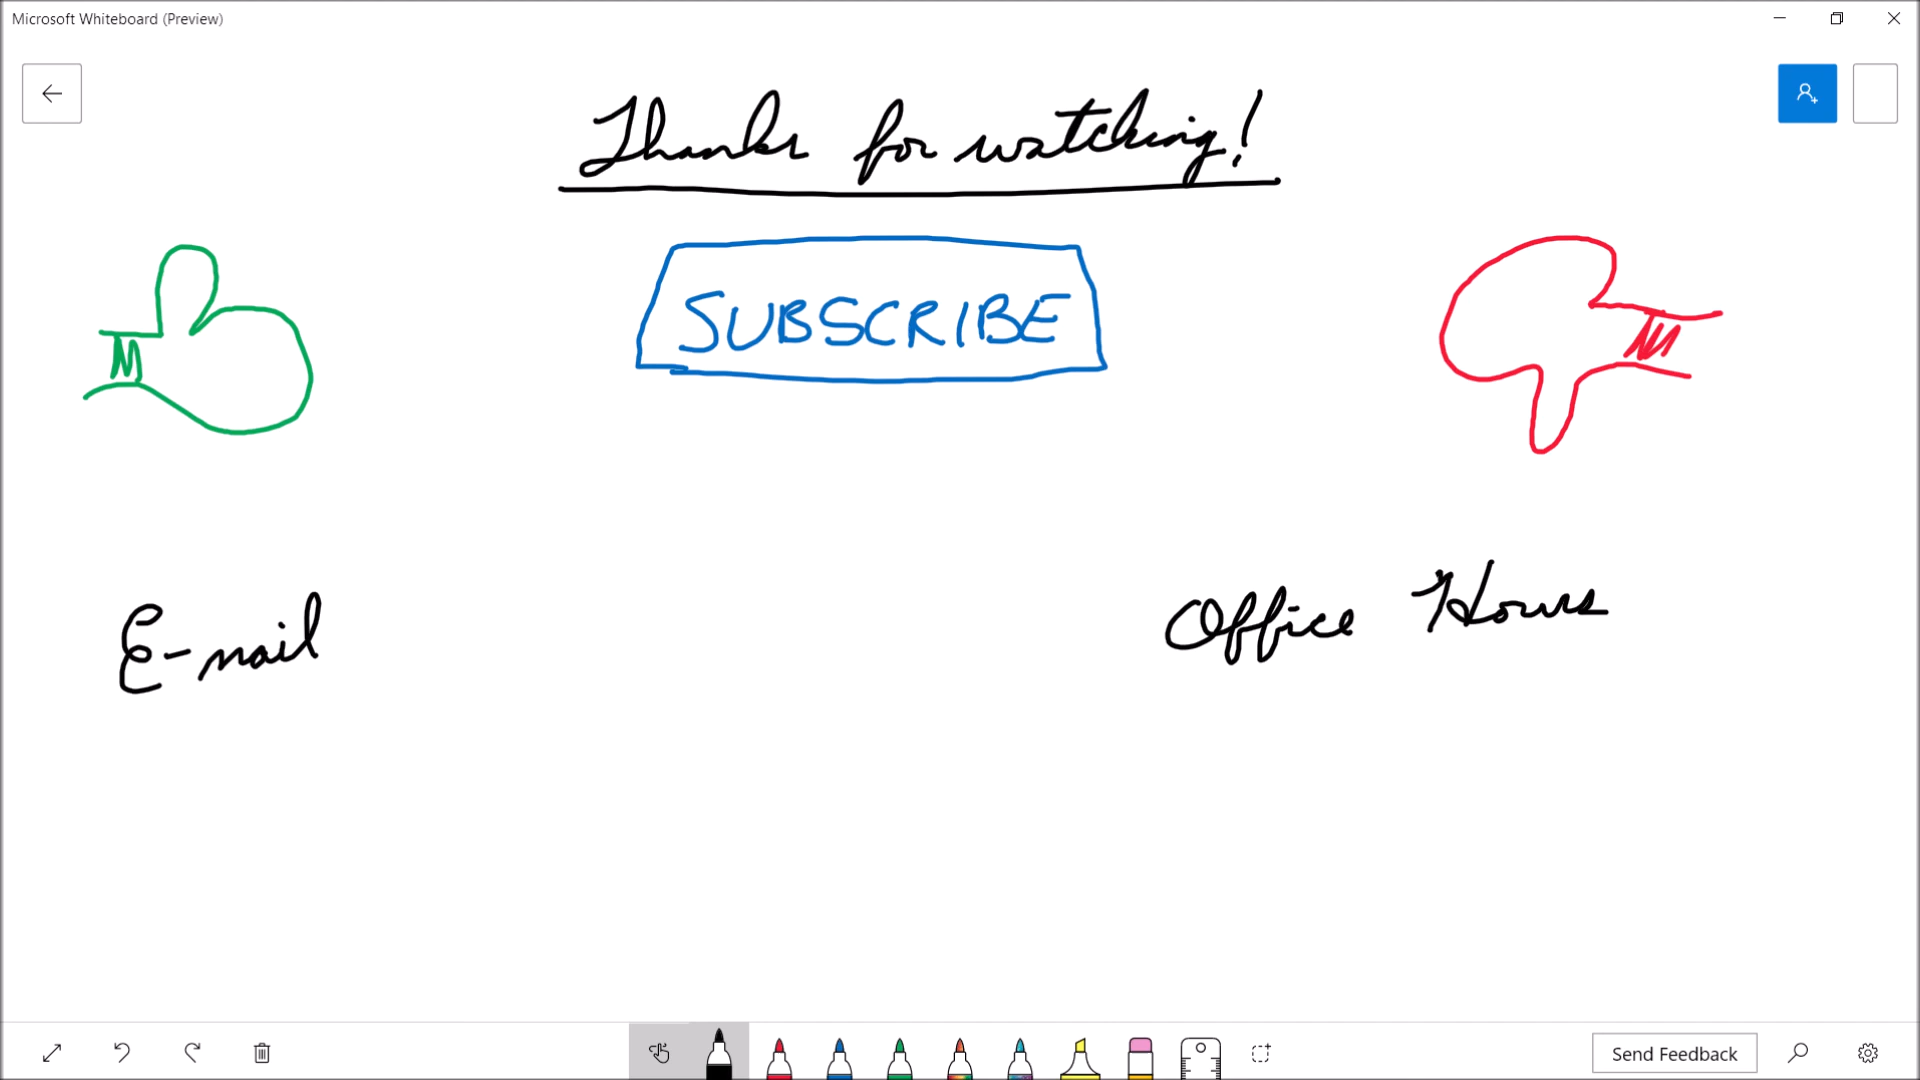 Microsoft Whiteboard (Preview)
Thanks for watching!
SUBSCRIBE
E-mail
Office Hours
Send Feedback